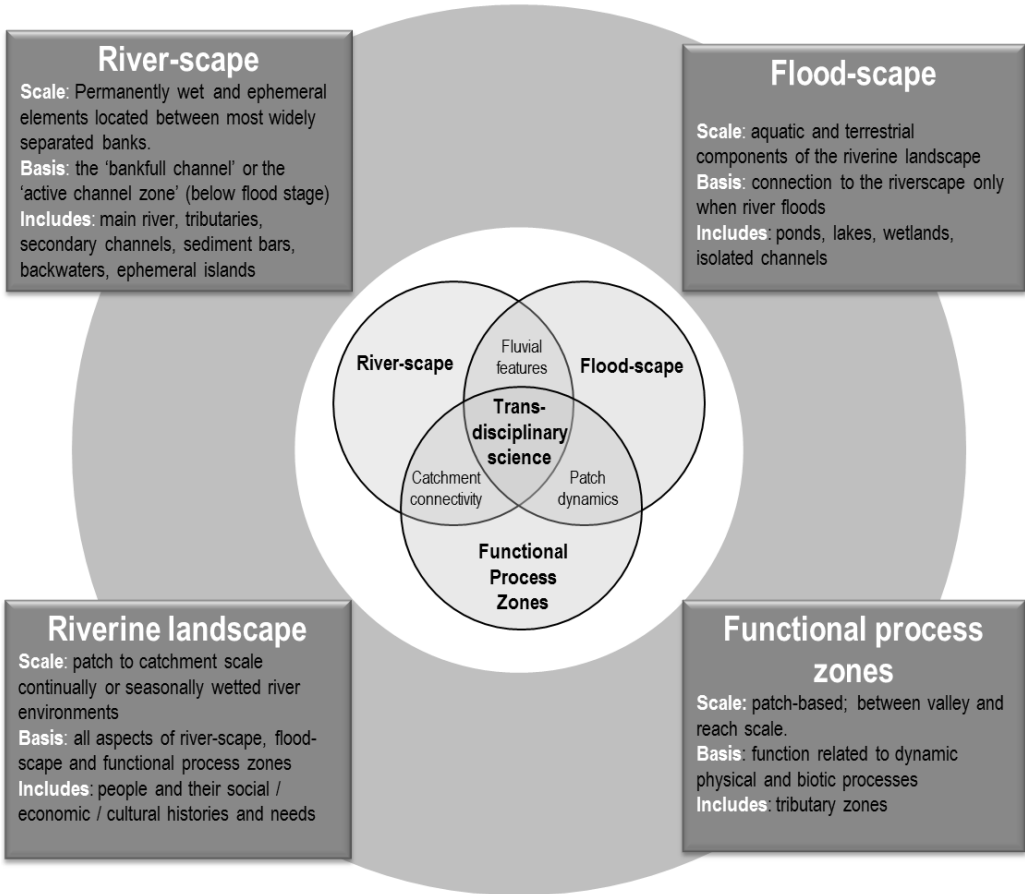 River-scape
Scale: Permanently wet and ephemeral
elements located between most widely
separated banks.
Basis: the ‘bankfull channel’ or the
‘active channel zone’ (below flood stage)
Includes: main river, tributaries,
secondary channels, sediment bars,
backwaters, ephemeral islands
Flood-scape
Scale: aquatic and terrestrial
components of the riverine landscape
Basis: connection to the riverscape only
when river floods
Includes: ponds, lakes, wetlands,
isolated channels
River-scape
Fluvial
features
Flood-scape
Trans-
disciplinary
science
Catchment
connectivity
Patch
dynamics
Functional
Process
Zones
Riverine landscape
Scale: patch to catchment scale
continually or seasonally wetted river
environments
Basis: all aspects of river-scape, flood-
scape and functional process zones
Includes: people and their social /
economic / cultural histories and needs
Functional process
zones
Scale: patch-based; between valley and
reach scale.
Basis: function related to dynamic
physical and biotic processes
Includes: tributary zones